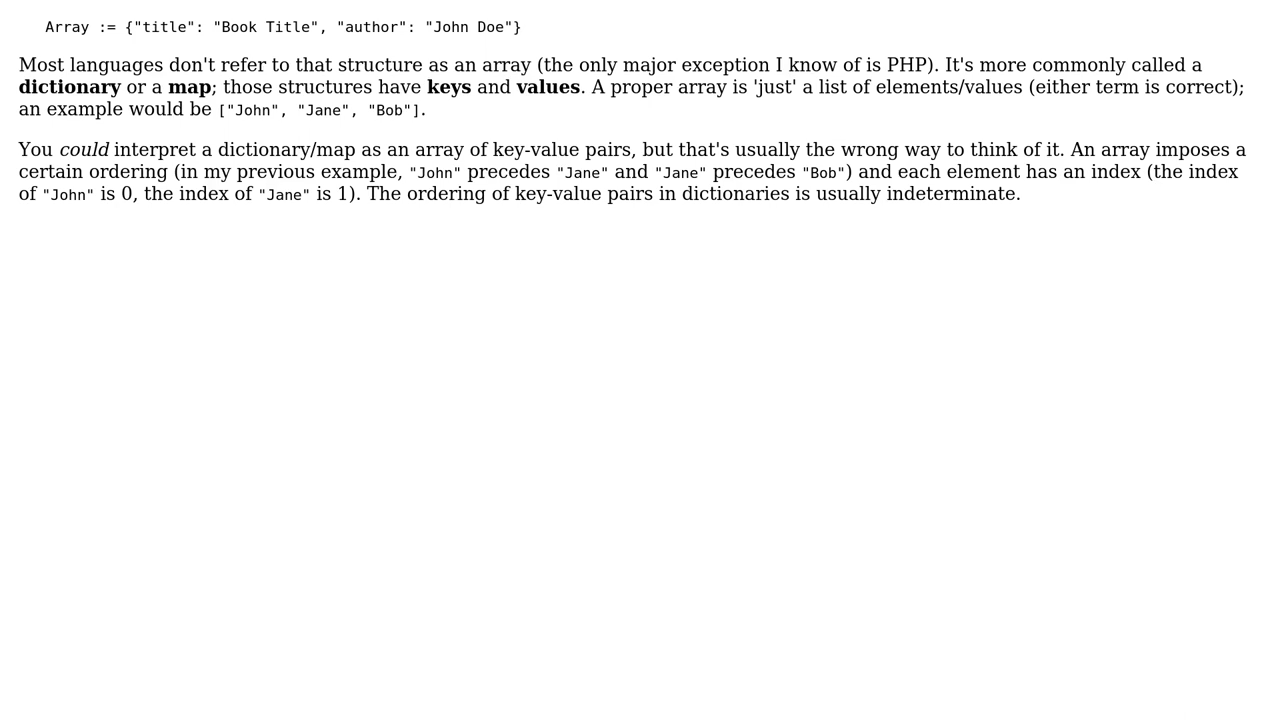 Array := {"title": "Book Title", "author": "John Doe"}
Most languages don't refer to that structure as an array (the only major exception I know of is PHP). It's more commonly called a
dictionary or a map; those structures have keys and values. A proper array is 'just' a list of elements/values (either term is correct);
an example would be ["John", "Jane", "Bob"].
You could interpret a dictionary/map as an array of key-value pairs, but that's usually the wrong way to think of it. An array imposes a
certain ordering (in my previous example, "John" precedes "Jane" and "Jane" precedes "Bob") and each element has an index (the index
of "John" is 0, the index of "Jane" is 1). The ordering of key-value pairs in dictionaries is usually indeterminate.